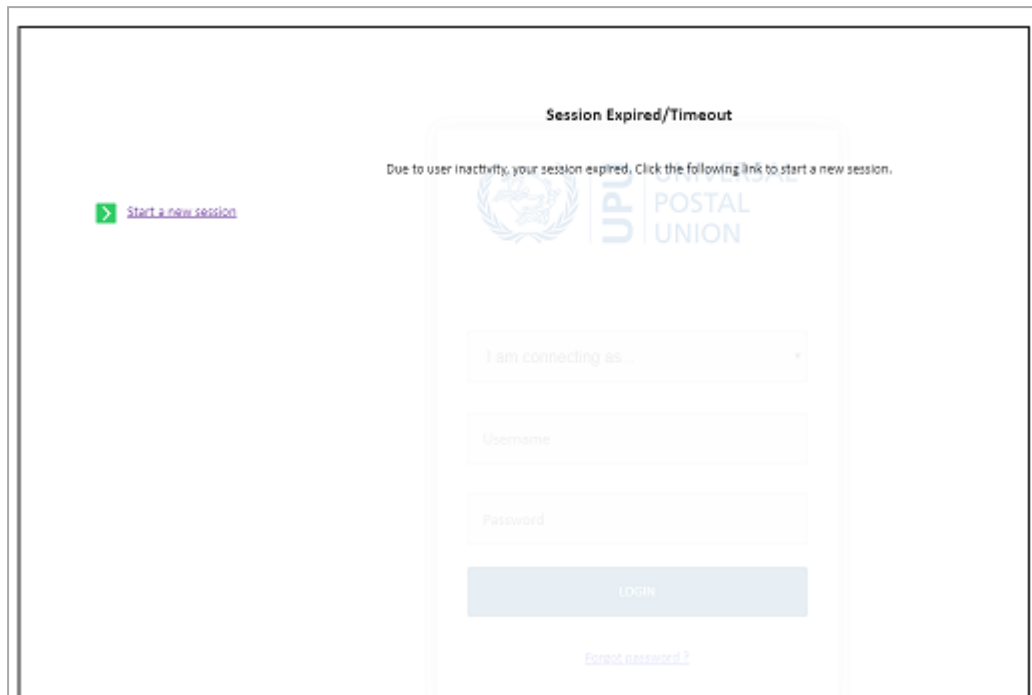 Session Expired/Timeout
Due to user inactivity, your session expired. Click the following link to start a new session.
Start a new session
UPU
UNIVERSAL
POSTAL
UNION
I am connecting as...
Username
Password
LOGIN
Forgot password ?